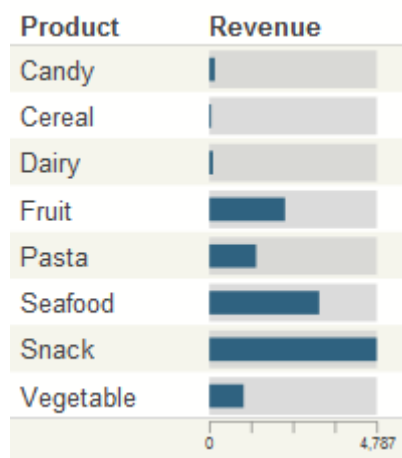 Product Revenue
Candy
Cereal
Dairy
Fruit
Pasta
Seafood
Snack
Vegetable
0 4,787